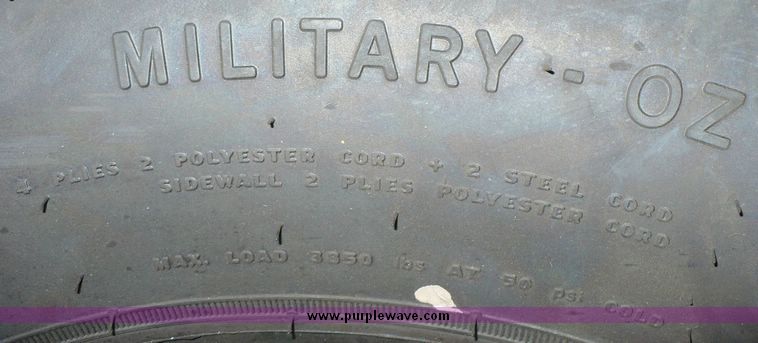 MILITARY - OZ
4 PLIES 2 POLYESTER CORD + 2 STEEL CORD
SIDEWALL 2 PLIES POLYESTER CORD
MAX. LOAD 3850 lbs AT 50 psi COLD
www.purplewave.com